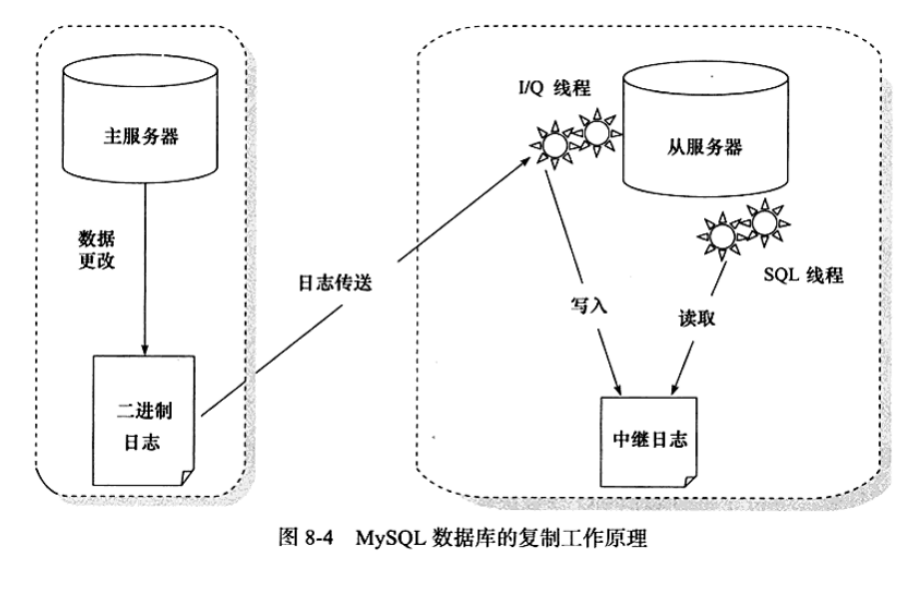 主服务器
数据
更改
二进制
日志
日志传送
I/Q 线程
从服务器
SQL 线程
写入
读取
中继日志
图 8-4 MySQL 数据库的复制工作原理